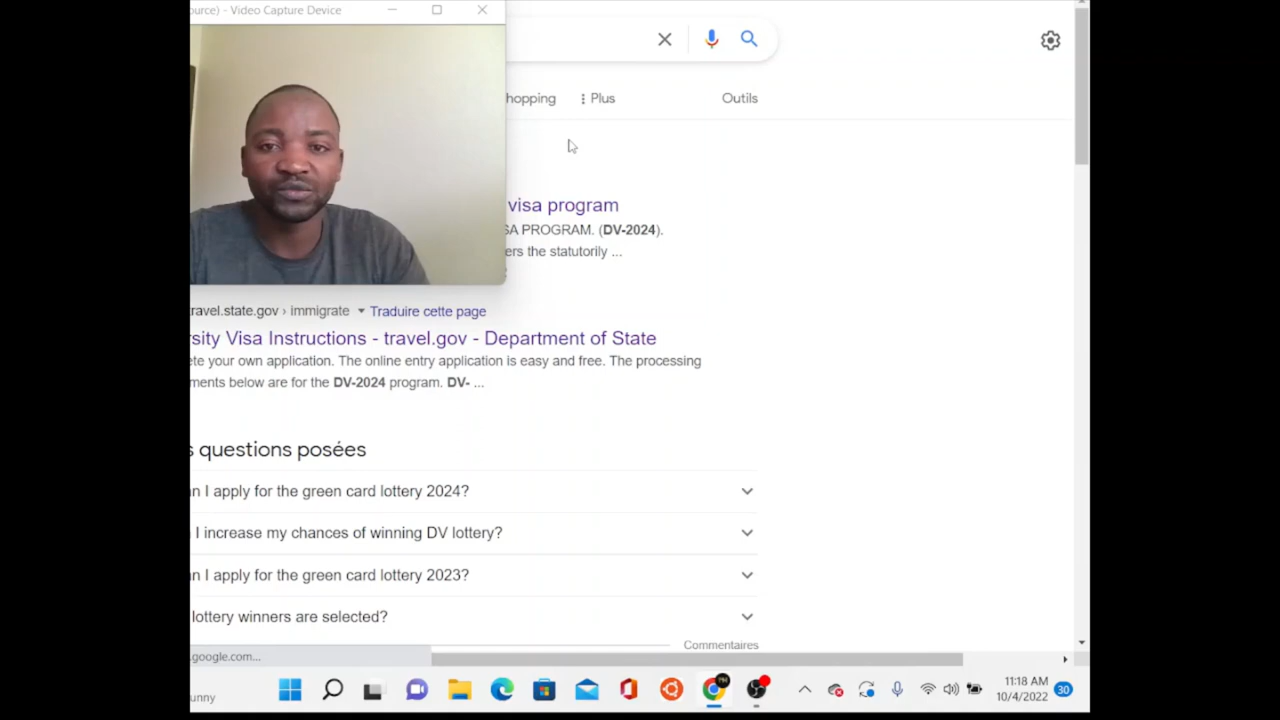 ource) - Video Capture Device
hopping
Plus
Outils
visa program
SA PROGRAM. (DV-2024).
ers the statutorily ...
ravel.state.gov › immigrate Traduire cette page
rsity Visa Instructions - travel.gov - Department of State
ete your own application. The online entry application is easy and free. The processing
ments below are for the DV-2024 program. DV- ...
s questions posées
n I apply for the green card lottery 2024?
I increase my chances of winning DV lottery?
n I apply for the green card lottery 2023?
lottery winners are selected?
Commentaires
.google.com...
unny
11:18 AM
10/4/2022
30